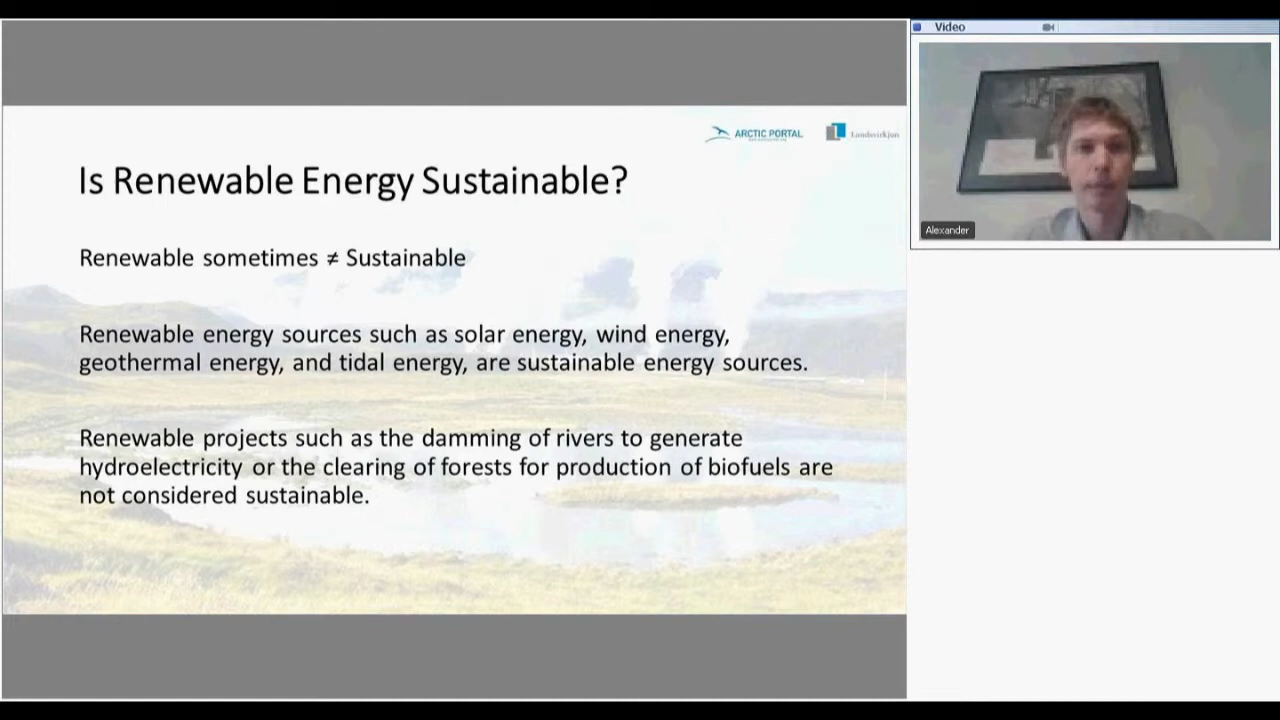 Video
ARCTIC PORTAL
Landsvirkjun
Is Renewable Energy Sustainable?
Alexander
Renewable sometimes ≠ Sustainable
Renewable energy sources such as solar energy, wind energy,
geothermal energy, and tidal energy, are sustainable energy sources.
Renewable projects such as the damming of rivers to generate
hydroelectricity or the clearing of forests for production of biofuels are
not considered sustainable.